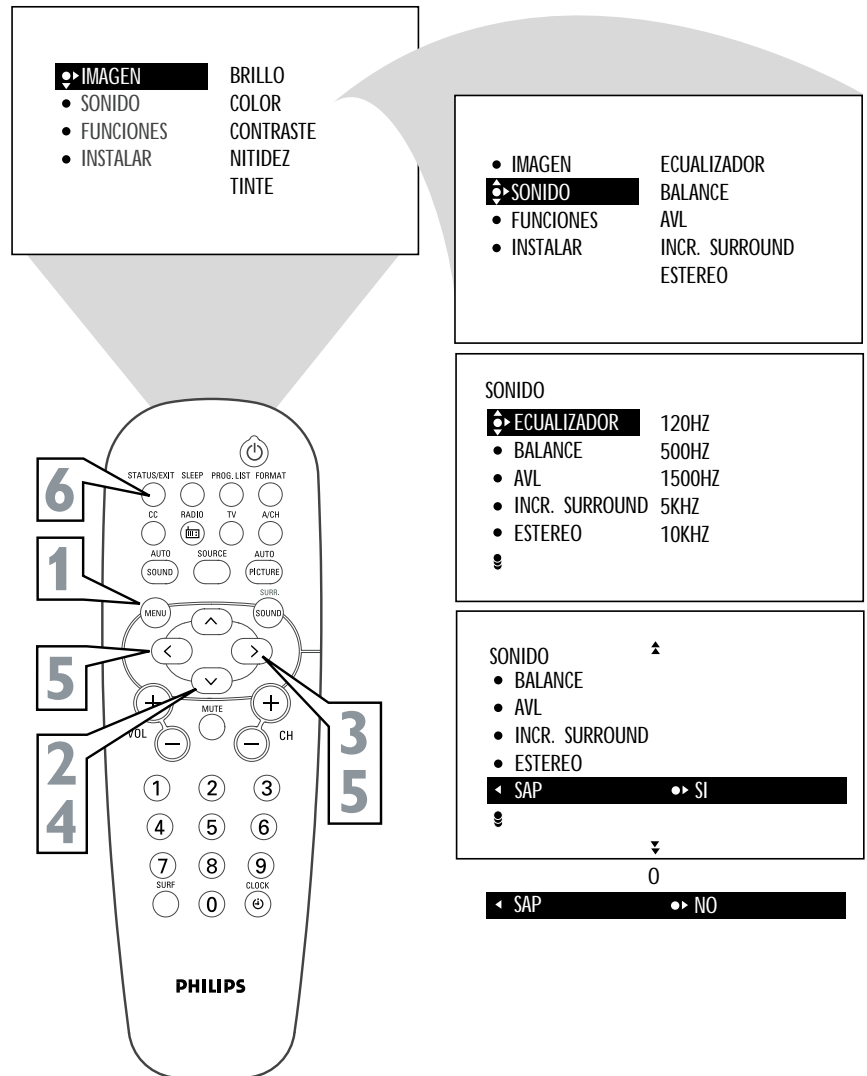 IMAGEN BRILLO
SONIDO COLOR
FUNCIONES CONTRASTE
INSTALAR NITIDEZ
TINTE
IMAGEN ECUALIZADOR
SONIDO BALANCE
FUNCIONES AVL
INSTALAR INCR. SURROUND
ESTEREO
SONIDO
ECUALIZADOR 120HZ
BALANCE 500HZ
AVL 1500HZ
INCR. SURROUND 5KHZ
ESTEREO 10KHZ
SONIDO
BALANCE
AVL
INCR. SURROUND
ESTEREO
SAP SI
O
SAP NO
6
1
5
2
4
3
5
STATUS/EXIT SLEEP PROG. LIST FORMAT
CC RADIO TV A/CH
AUTO SOURCE AUTO
SOUND PICTURE
SURR.
MENU SOUND
MUTE
VOL CH
1 2 3
4 5 6
7 8 9
SURF CLOCK
0
PHILIPS